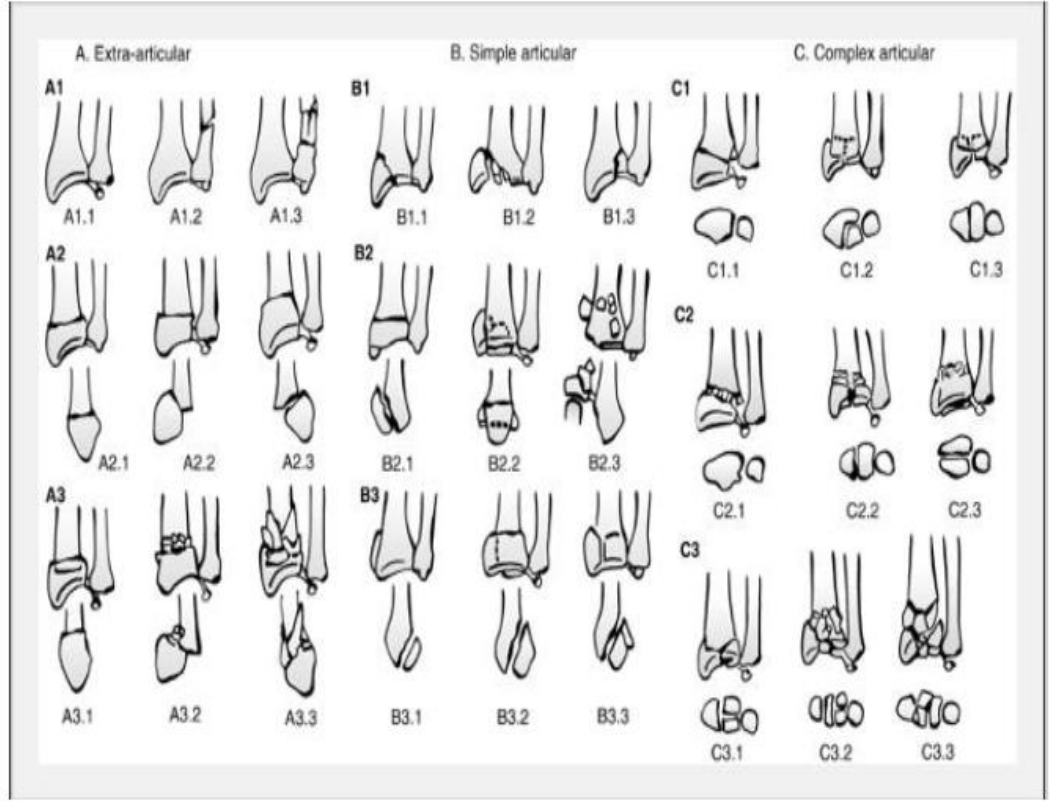 A. Extra-articular
A1
A1.1 A1.2 A1.3
A2
A2.1 A2.2 A2.3
A3
A3.1 A3.2 A3.3
B. Simple articular
B1
B1.1 B1.2 B1.3
B2
B2.1 B2.2 B2.3
B3
B3.1 B3.2 B3.3
C. Complex articular
C1
C1.1 C1.2 C1.3
C2
C2.1 C2.2 C2.3
C3
C3.1 C3.2 C3.3